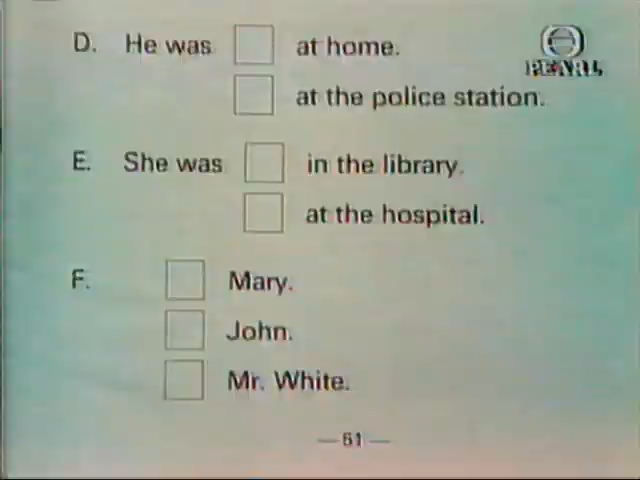 D. He was at home.
PEARL
at the police station.
E. She was in the library.
at the hospital.
F. Mary.
John.
Mr. White.
— 61 —